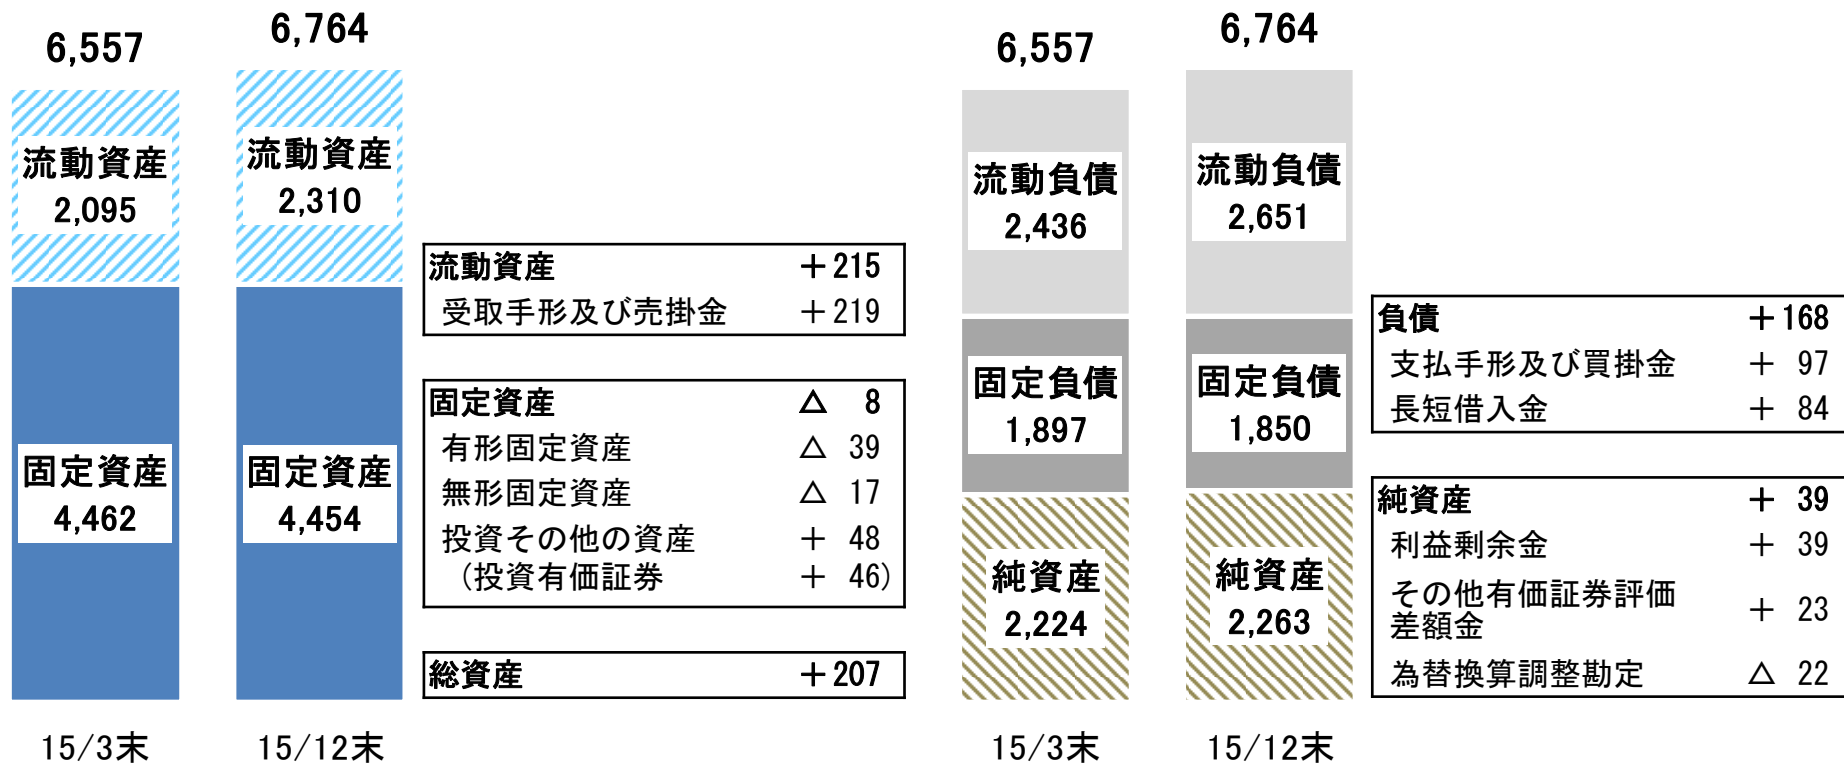 6,557
6,764
流動資産
2,095
流動資産
2,310
固定資産
4,462
固定資産
4,454
15/3末
15/12末
流動資産 ＋215
受取手形及び売掛金 ＋219
固定資産 △ 8
有形固定資産 △ 39
無形固定資産 △ 17
投資その他の資産 ＋ 48
（投資有価証券 ＋ 46）
総資産 ＋207
6,557
6,764
流動負債
2,436
流動負債
2,651
固定負債
1,897
固定負債
1,850
純資産
2,224
純資産
2,263
15/3末
15/12末
負債 ＋168
支払手形及び買掛金 ＋ 97
長短借入金 ＋ 84
純資産 ＋ 39
利益剰余金 ＋ 39
その他有価証券評価
差額金 ＋ 23
為替換算調整勘定 △ 22